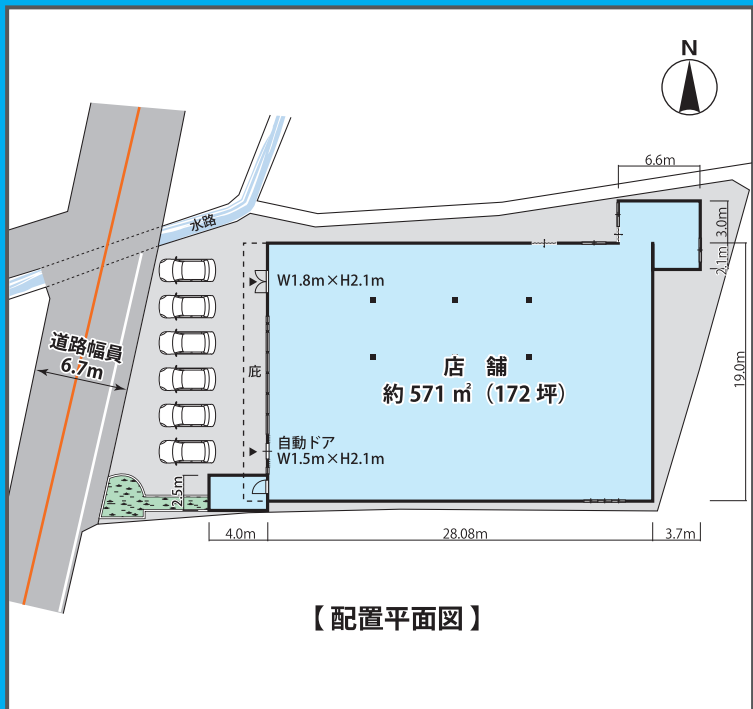 N
6.6m
水路
3.0m
2.1m
W1.8m×H2.1m
道路幅員
6.7m
庇
店 舗
約 571 ㎡（172 坪）
19.0m
自動ドア
W1.5m×H2.1m
2.5m
4.0m
28.08m
3.7m
【 配置平面図 】